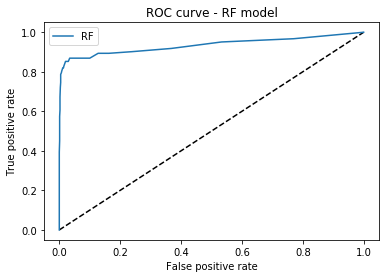 ROC curve - RF model
RF
True positive rate
1.0
0.8
0.6
0.4
0.2
0.0
0.0 0.2 0.4 0.6 0.8 1.0
False positive rate